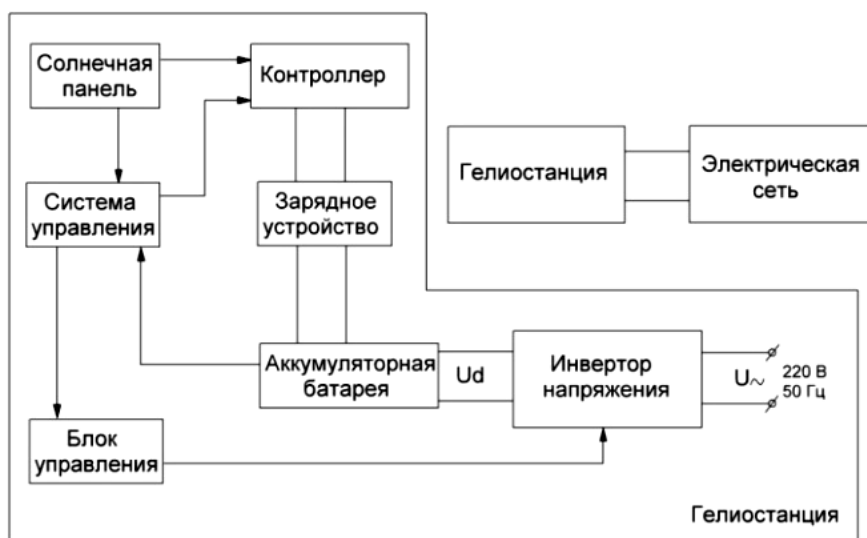 Солнечная
панель
Контроллер
Гелиостанция
Электрическая
сеть
Система
управления
Зарядное
устройство
Аккумуляторная
батарея
Ud
Инвертор
напряжения
U~
220 В
50 Гц
Блок
управления
Гелиостанция